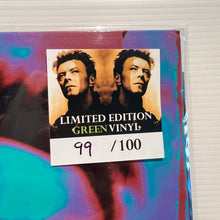 LIMITED EDITION
GREEN VINYL
99 /100